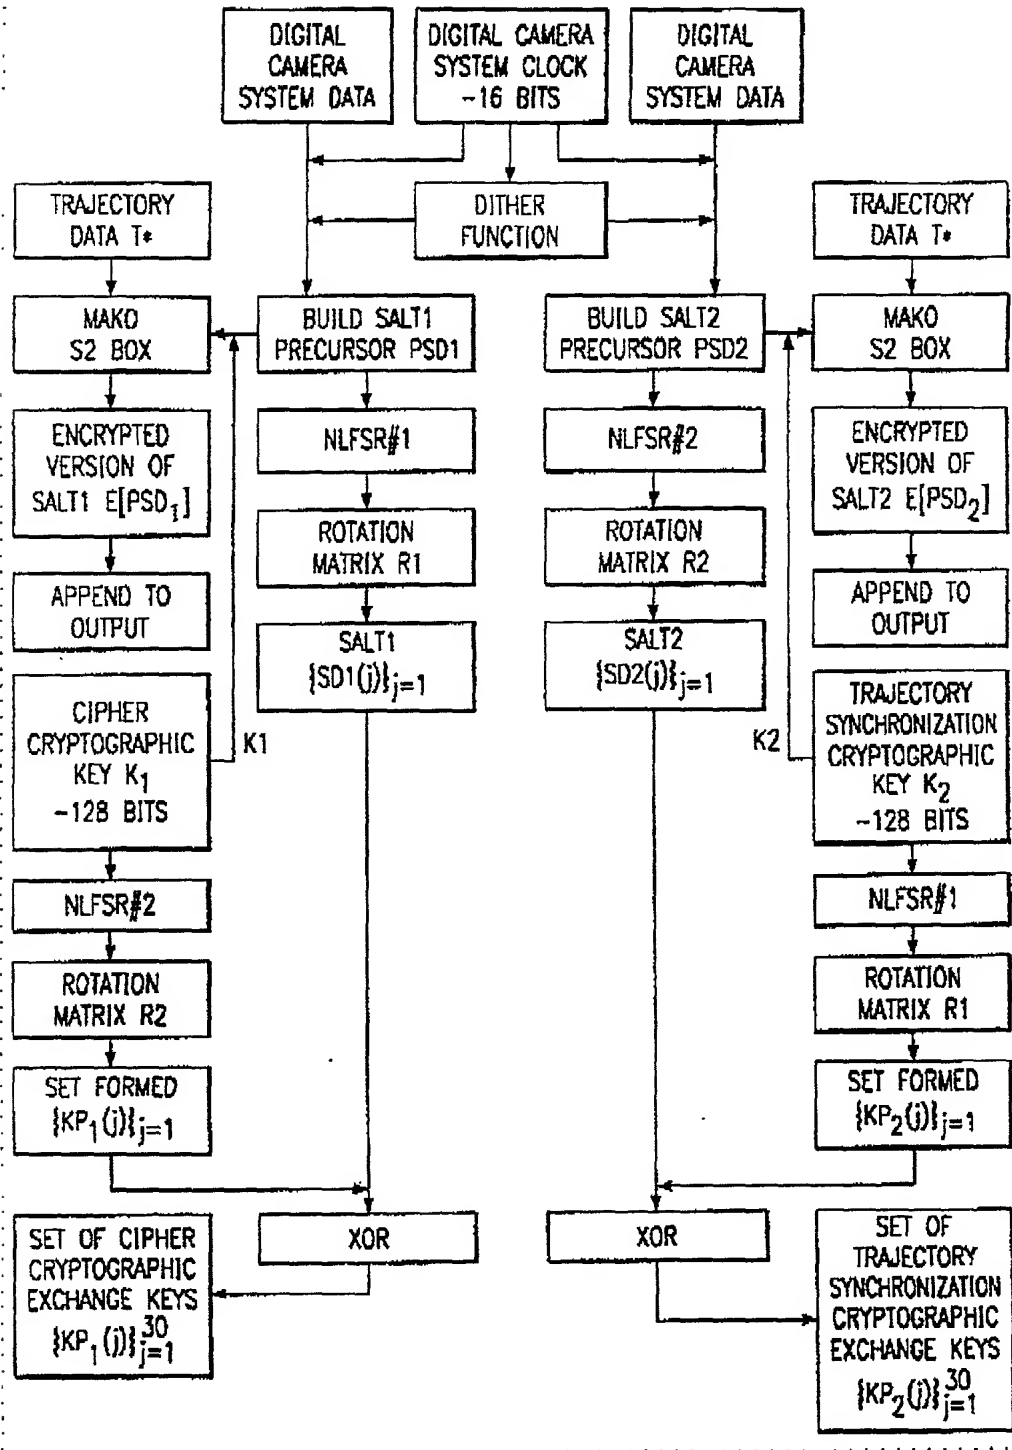 DIGITAL
CAMERA
SYSTEM DATA
DIGITAL CAMERA
SYSTEM CLOCK
~16 BITS
DIGITAL
CAMERA
SYSTEM DATA
DITHER
FUNCTION
TRAJECTORY
DATA T*
MAKO
S2 BOX
ENCRYPTED
VERSION OF
SALT1 E[PSD₁]
APPEND TO
OUTPUT
CIPHER
CRYPTOGRAPHIC
KEY K₁
~128 BITS
K1
NLFSR#2
ROTATION
MATRIX R2
SET FORMED
{KP₁(j)}j=1
BUILD SALT1
PRECURSOR PSD1
NLFSR#1
ROTATION
MATRIX R1
SALT1
{SD1(j)}j=1
BUILD SALT2
PRECURSOR PSD2
NLFSR#2
ROTATION
MATRIX R2
SALT2
{SD2(j)}j=1
TRAJECTORY
DATA T*
MAKO
S2 BOX
ENCRYPTED
VERSION OF
SALT2 E[PSD₂]
APPEND TO
OUTPUT
TRAJECTORY
SYNCHRONIZATION
CRYPTOGRAPHIC
KEY K₂
~128 BITS
K2
NLFSR#1
ROTATION
MATRIX R1
SET FORMED
{KP₂(j)}j=1
XOR
SET OF CIPHER
CRYPTOGRAPHIC
EXCHANGE KEYS
{KP₁(j)}³⁰j=1
XOR
SET OF
TRAJECTORY
SYNCHRONIZATION
CRYPTOGRAPHIC
EXCHANGE KEYS
{KP₂(j)}³⁰j=1